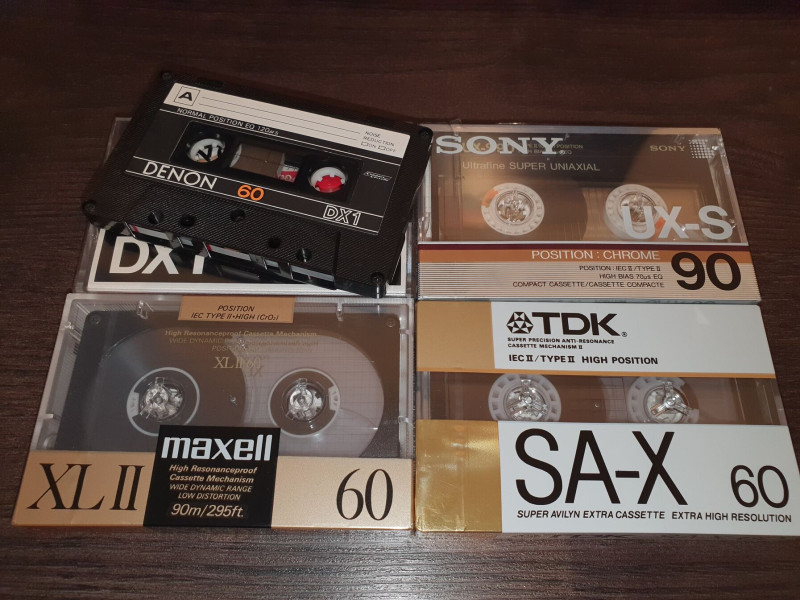 A
NORMAL POSITION EQ 120μs
NOISE
REDUCTION
ON OFF
DENON
60
DX1
DX1
SONY
SONY
Ultrafine SUPER UNIAXIAL
UX-S
POSITION : CHROME
POSITION : IEC II / TYPE II
HIGH BIAS 70μs EQ
COMPACT CASSETTE/CASSETTE COMPACTE
90
POSITION
IEC TYPE II•HIGH (CrO₂)
High Resonanceproof Cassette Mechanism
WIDE DYNAMIC
XL II
maxell
High Resonanceproof
Cassette Mechanism
WIDE DYNAMIC RANGE
LOW DISTORTION
90m/295ft.
XL II
60
TDK®
SUPER PRECISION ANTI-RESONANCE
CASSETTE MECHANISM II
IEC II / TYPE II HIGH POSITION
SA-X
60
SUPER AVILYN EXTRA CASSETTE EXTRA HIGH RESOLUTION